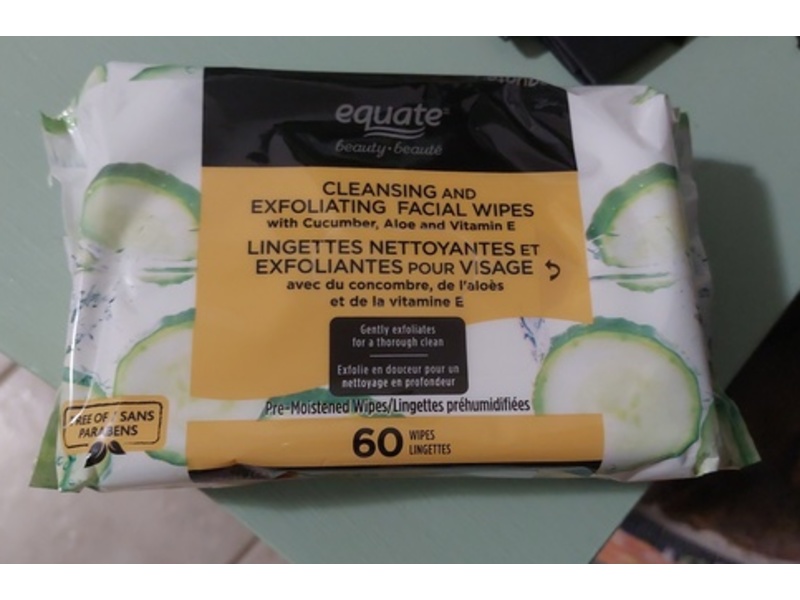 equate
beauty • beauté
CLEANSING AND
EXFOLIATING FACIAL WIPES
with Cucumber, Aloe and Vitamin E
LINGETTES NETTOYANTES ET
EXFOLIANTES POUR VISAGE
avec du concombre, de l'aloès
et de la vitamine E
Gently exfoliates
for a thorough clean
Exfolie en douceur pour un
nettoyage en profondeur
Pre-Moistened Wipes/Lingettes préhumidifiées
FREE OF / SANS
PARABENS
60 WIPES
LINGETTES